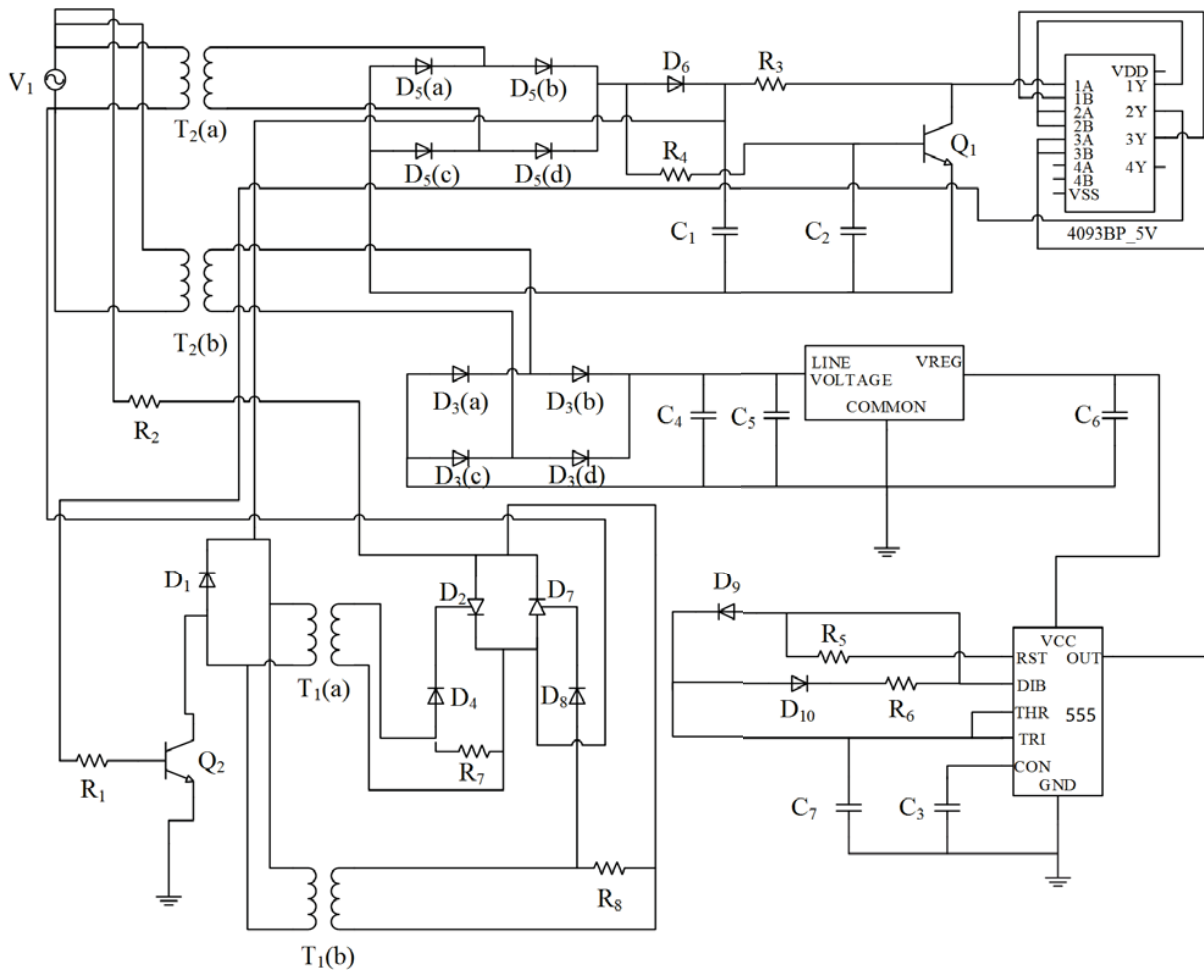 V1
T2(a)
D5(a)
D5(b)
D5(c)
D5(d)
D6
R3
R4
Q1
C1
C2
VDD
1A
1B
2A
2B
3A
3B
4A
4B
VSS
1Y
2Y
3Y
4Y
4093BP_5V
T2(b)
R2
D3(a)
D3(b)
D3(c)
D3(d)
C4
C5
LINE VREG
VOLTAGE
COMMON
C6
D1
T1(a)
D2
D7
D4
D8
R7
R1
Q2
T1(b)
R8
D9
R5
D10
R6
VCC
RST OUT
DIB
THR 555
TRI
CON
GND
C7
C3